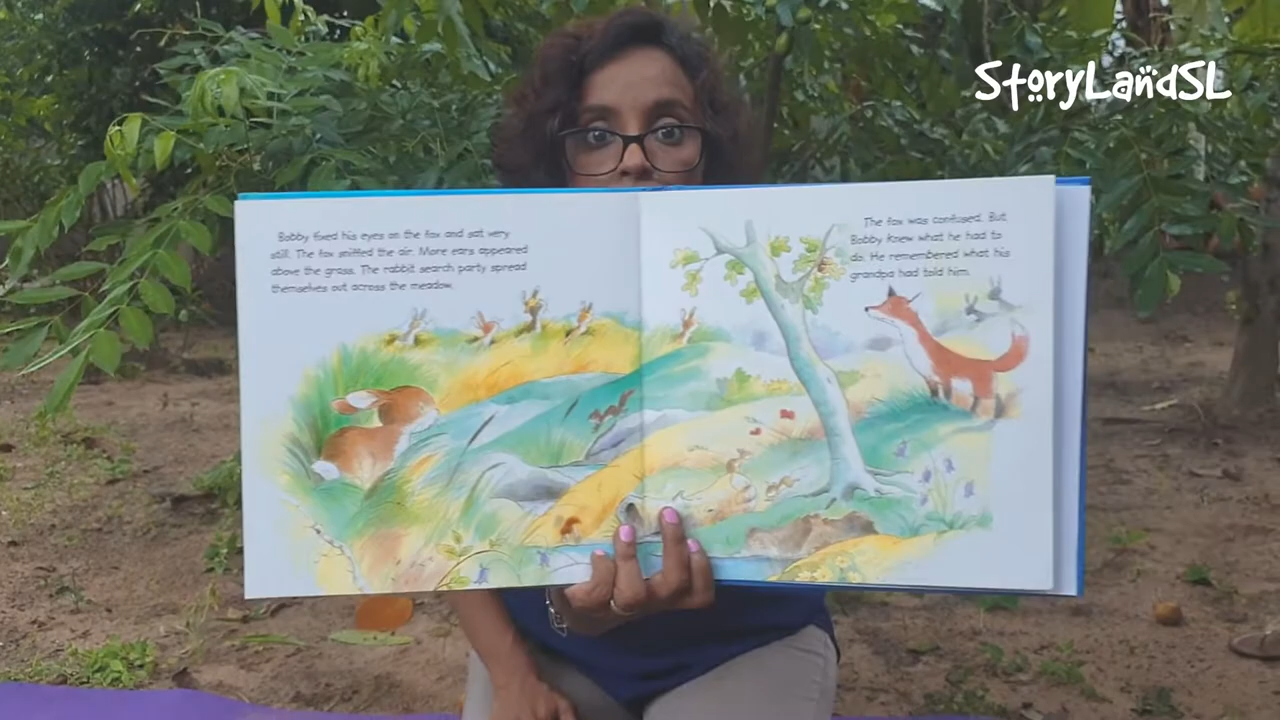 StoryLandSL
Bobby fixed his eyes on the fox and sat very
still. The fox sniffed the air. More ears appeared
above the grass. The rabbit search party spread
themselves out across the meadow.
The fox was confused. But
Bobby knew what he had to
do. He remembered what his
grandpa had told him.